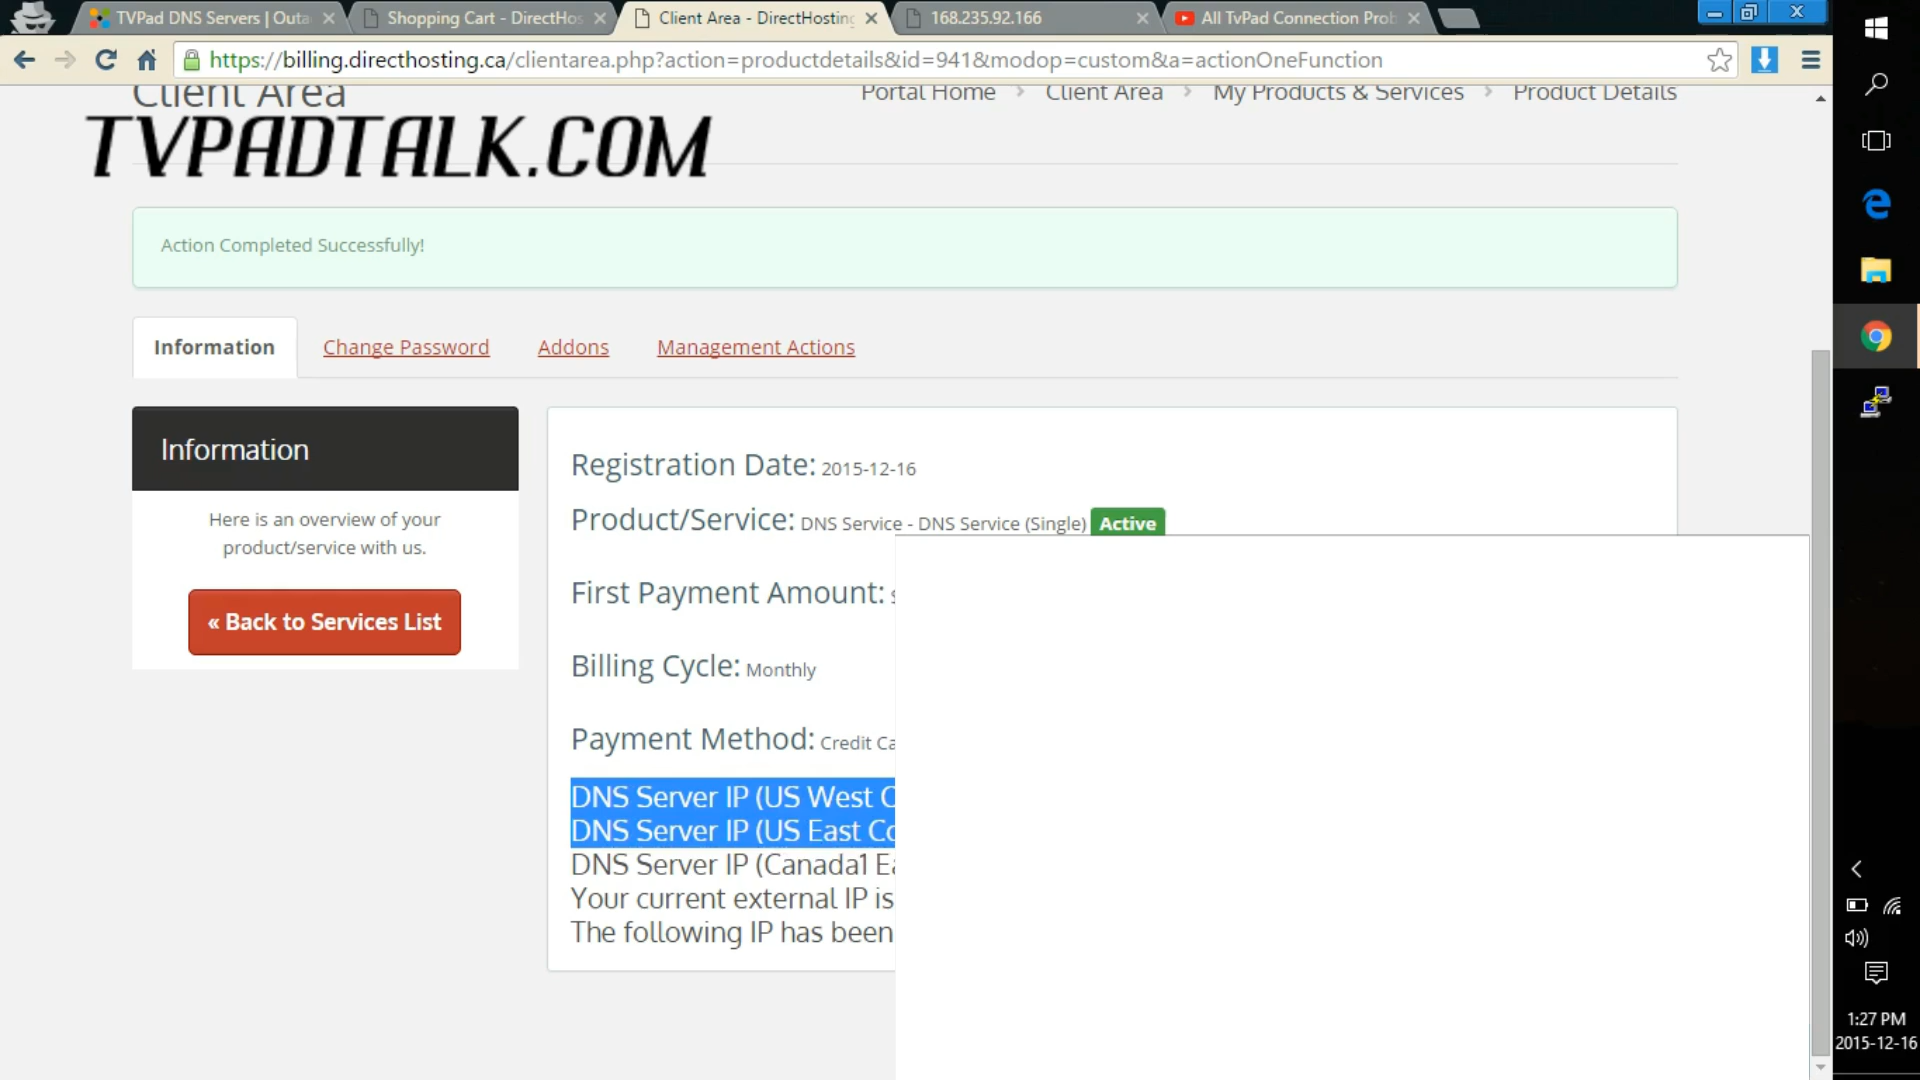 TVPad DNS Servers | Outa
Shopping Cart - DirectHos
Client Area - DirectHosting
168.235.92.166
All TvPad Connection Prob
https://billing.directhosting.ca/clientarea.php?action=productdetails&id=941&modop=custom&a=actionOneFunction
Client Area
Portal Home > Client Area > My Products & Services > Product Details
TVPADTALK.COM
Action Completed Successfully!
Information
Change Password
Addons
Management Actions
Information
Here is an overview of your
product/service with us.
« Back to Services List
Registration Date: 2015-12-16
Product/Service: DNS Service - DNS Service (Single) Active
First Payment Amount:
Billing Cycle: Monthly
Payment Method: Credit Ca
DNS Server IP (US West C
DNS Server IP (US East Co
DNS Server IP (Canada1 Ea
Your current external IP is
The following IP has been
1:27 PM
2015-12-16